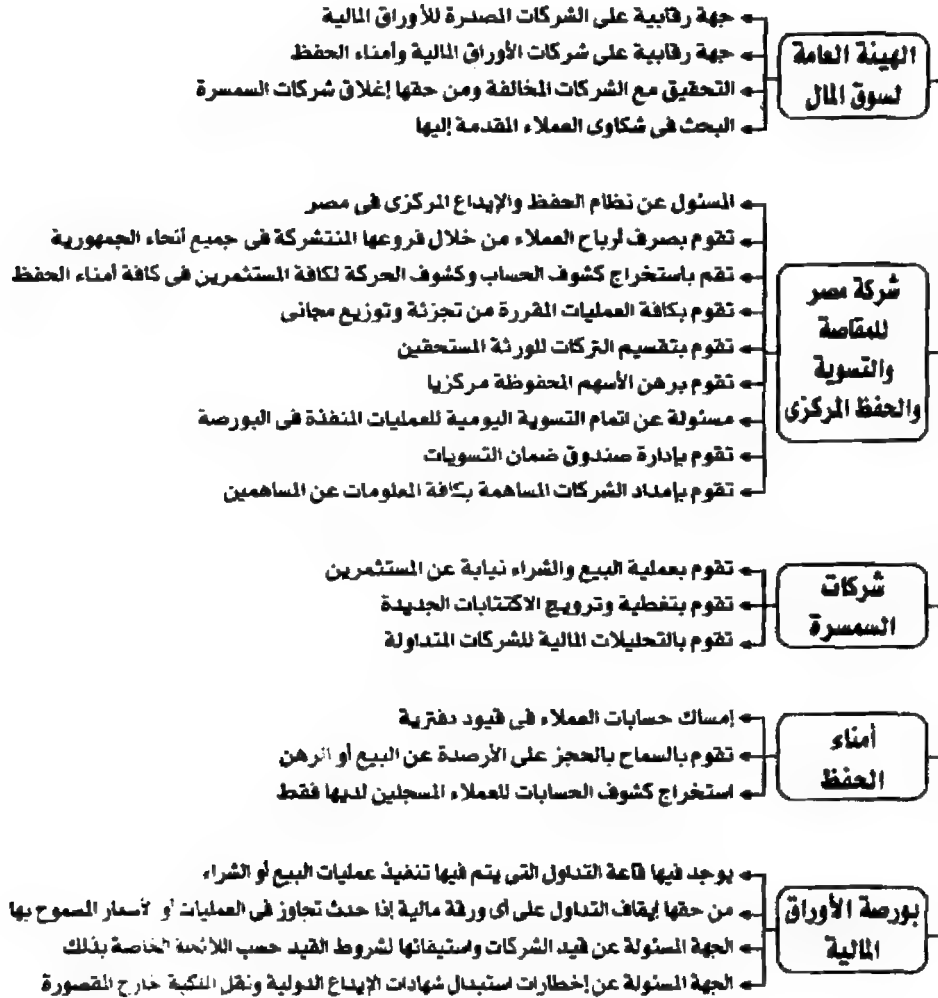 الهيئة العامة
لسوق المال
جهة رقابية على الشركات المصدرة للأوراق المالية
جهة رقابية على شركات الأوراق المالية وأمناء الحفظ
التحقيق مع الشركات المخالفة ومن حقها إغلاق شركات السمسرة
البحث فى شكاوى العملاء المقدمة إليها
شركة مصر
للمقاصة
والتسوية
والحفظ المركزى
المسئول عن نظام الحفظ والإيداع المركزى فى مصر
تقوم بصرف أرباح العملاء من خلال فروعها المنتشركة فى جميع أنحاء الجمهورية
تقم باستخراج كشوف الحساب وكشوف الحركة لكافة المستثمرين فى كافة أمناء الحفظ
تقوم بكافة العمليات المقررة من تجزئة وتوزيع مجانى
تقوم بتقسيم التركات للورثة المستحقين
تقوم برهن الأسهم المحفوظة مركزيا
مسئولة عن اتمام التسوية اليومية للعمليات المنفذة فى البورصة
تقوم بإدارة صندوق ضمان التسويات
تقوم بإمداد الشركات المساهمة بكافة المعلومات عن المساهمين
شركات
السمسرة
تقوم بعملية البيع والشراء نيابة عن المستثمرين
تقوم بتغطية وترويج الاكتتابات الجديدة
تقوم بالتحليلات المالية للشركات المتداولة
أمناء
الحفظ
إمساك حسابات العملاء فى قيود دفترية
تقوم بالسماح بالحجز على الأرصدة عن البيع أو الرهن
استخراج كشوف الحسابات للعملاء المسجلين لديها فقط
بورصة الأوراق
المالية
يوجد فيها قاعة التداول التى يتم فيها تنفيذ عمليات البيع أو الشراء
من حقها إيقاف التداول على أى ورقة مالية إذا حدث تجاوز فى العمليات أو الأسعار المسموح بها
الجهة المسئولة عن قيد الشركات واستيفائها لشروط القيد حسب اللائحة الخاصة بذلك
الجهة المسئولة عن إخطارات استبدال شهادات الإيداع الدولية ونقل الملكية خارج المقصورة